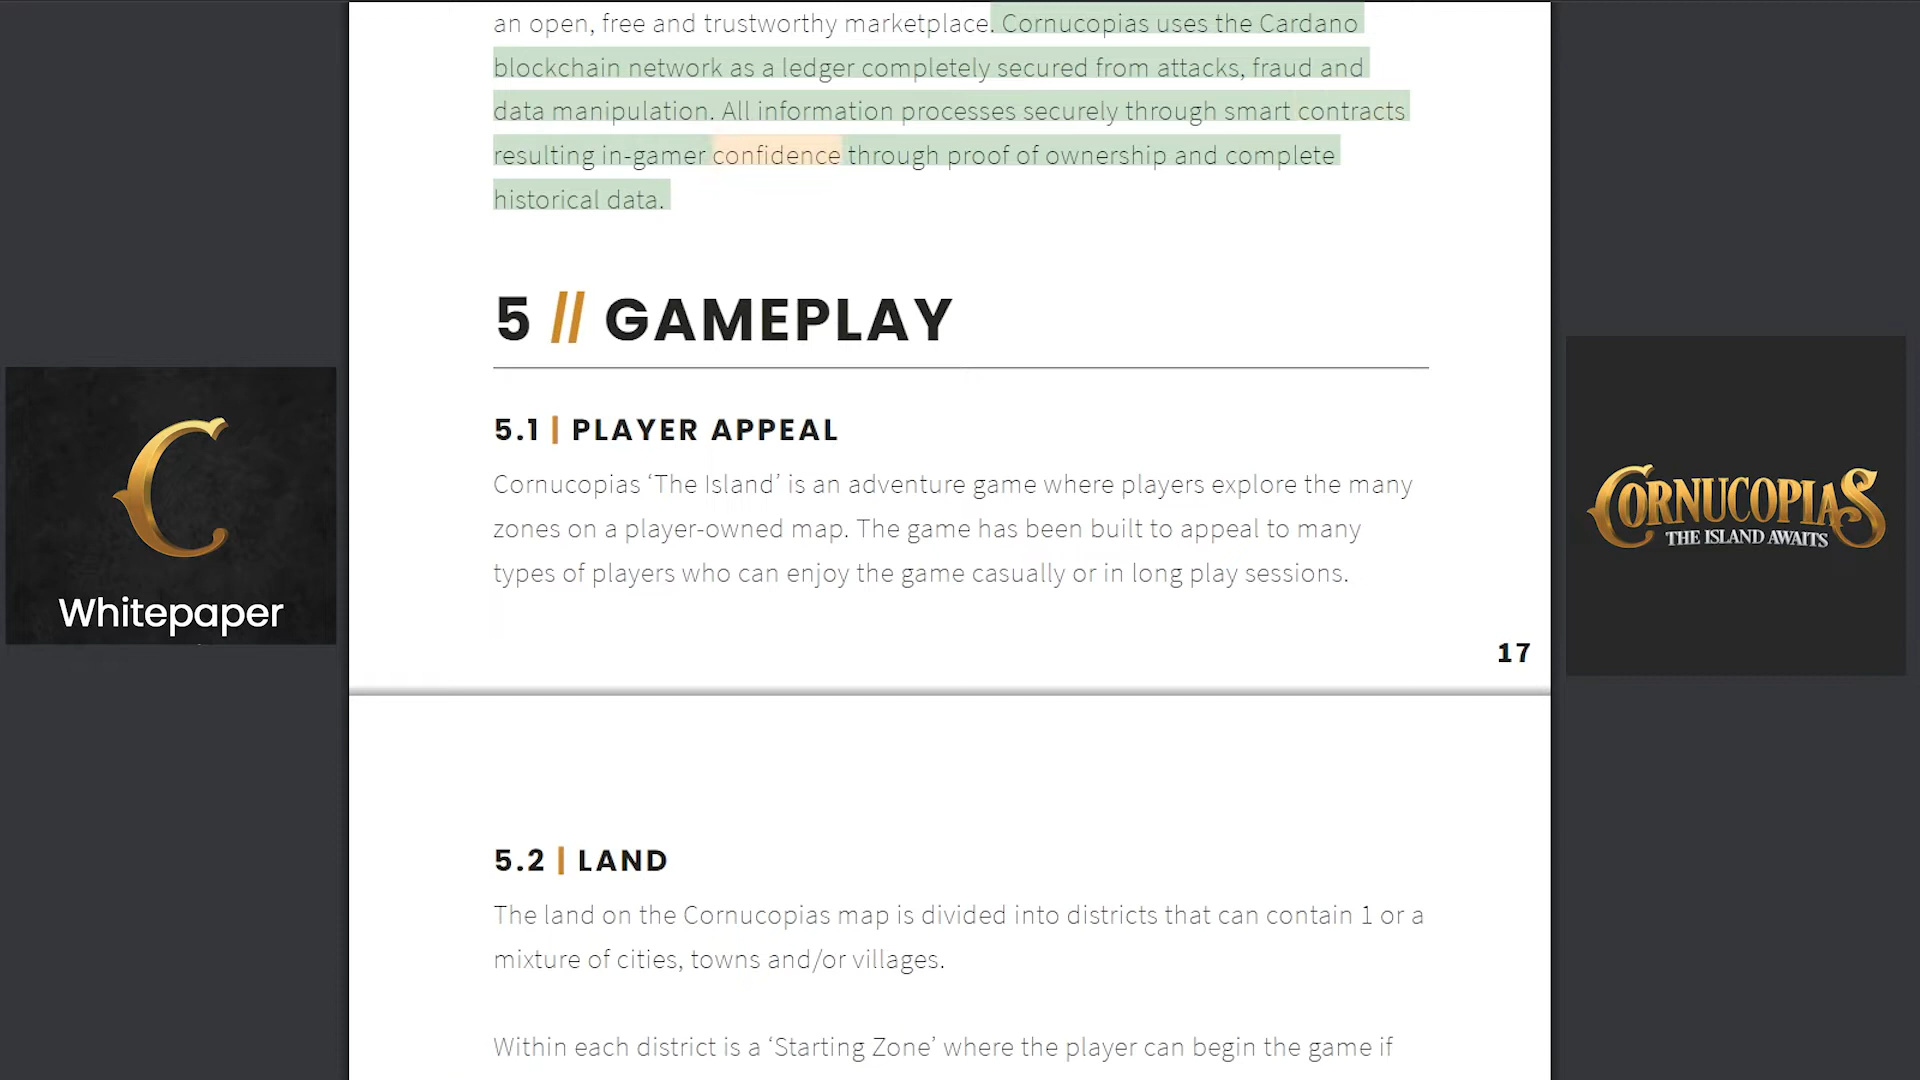 an open, free and trustworthy marketplace. Cornucopias uses the Cardano
blockchain network as a ledger completely secured from attacks, fraud and
data manipulation. All information processes securely through smart contracts
resulting in-gamer confidence through proof of ownership and complete
historical data.
5 // GAMEPLAY
5.1 | PLAYER APPEAL
Cornucopias ‘The Island’ is an adventure game where players explore the many
zones on a player-owned map. The game has been built to appeal to many
types of players who can enjoy the game casually or in long play sessions.
17
5.2 | LAND
The land on the Cornucopias map is divided into districts that can contain 1 or a
mixture of cities, towns and/or villages.
Within each district is a ‘Starting Zone’ where the player can begin the game if
C
Whitepaper
CORNUCOPIAS
THE ISLAND AWAITS